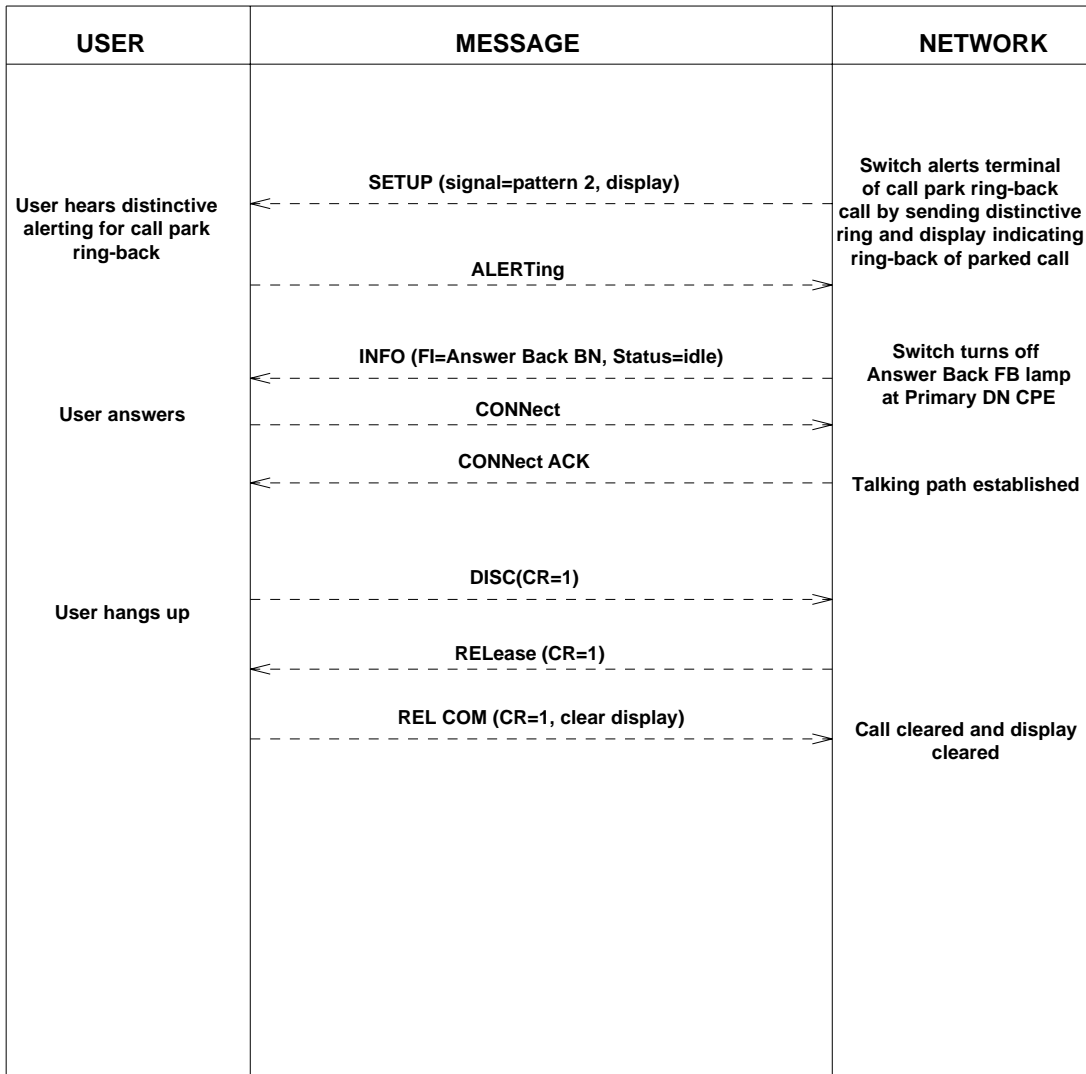 USER
MESSAGE
NETWORK
SETUP (signal=pattern 2, display)
Switch alerts terminal
of call park ring-back
call by sending distinctive
ring and display indicating
ring-back of parked call
User hears distinctive
alerting for call park
ring-back
ALERTing
INFO (FI=Answer Back BN, Status=idle)
Switch turns off
Answer Back FB lamp
at Primary DN CPE
User answers
CONNect
CONNect ACK
Talking path established
DISC(CR=1)
User hangs up
RELease (CR=1)
REL COM (CR=1, clear display)
Call cleared and display
cleared